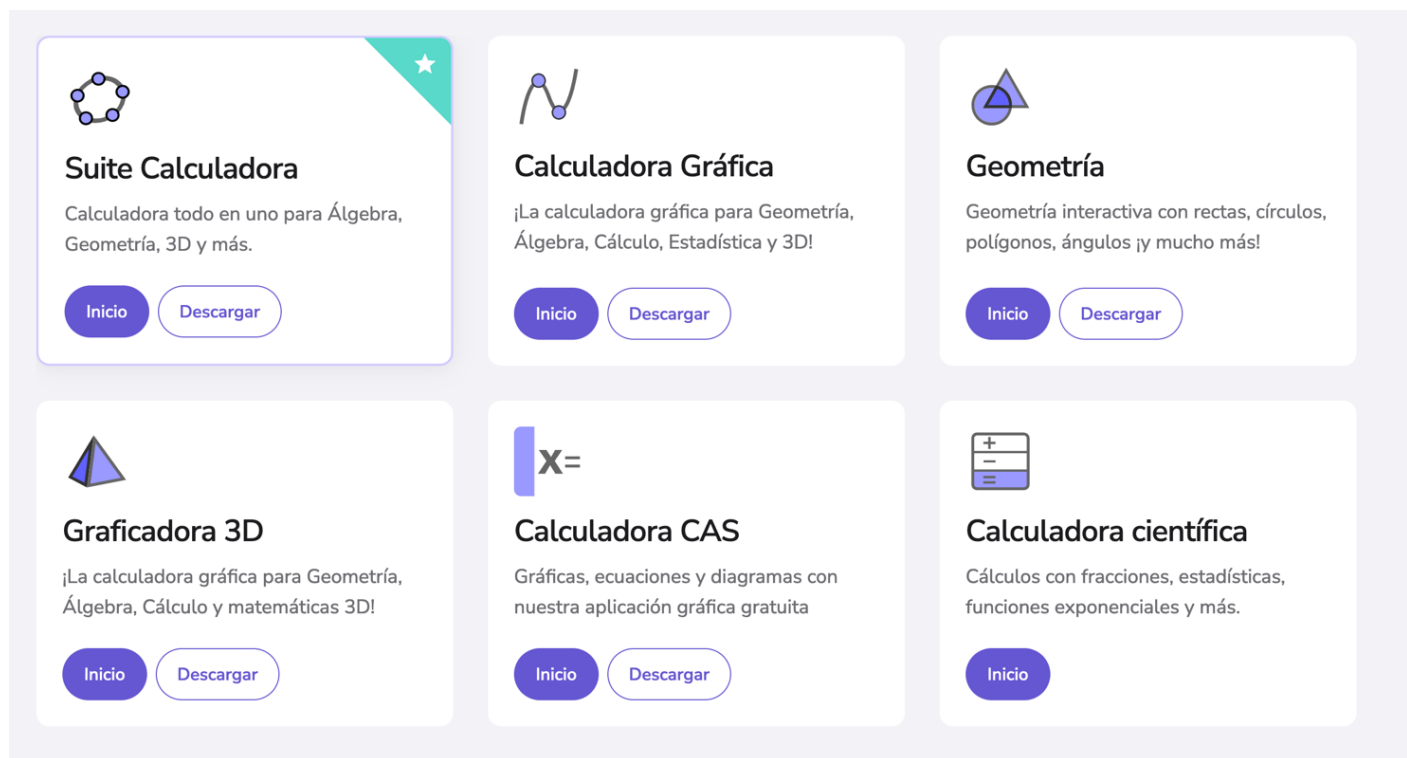 Suite Calculadora
Calculadora todo en uno para Álgebra,
Geometría, 3D y más.
Inicio
Descargar
Calculadora Gráfica
¡La calculadora gráfica para Geometría,
Álgebra, Cálculo, Estadística y 3D!
Inicio
Descargar
Geometría
Geometría interactiva con rectas, círculos,
polígonos, ángulos ¡y mucho más!
Inicio
Descargar
Graficadora 3D
¡La calculadora gráfica para Geometría,
Álgebra, Cálculo y matemáticas 3D!
Inicio
Descargar
X=
Calculadora CAS
Gráficas, ecuaciones y diagramas con
nuestra aplicación gráfica gratuita
Inicio
Descargar
+
−
=
Calculadora científica
Cálculos con fracciones, estadísticas,
funciones exponenciales y más.
Inicio